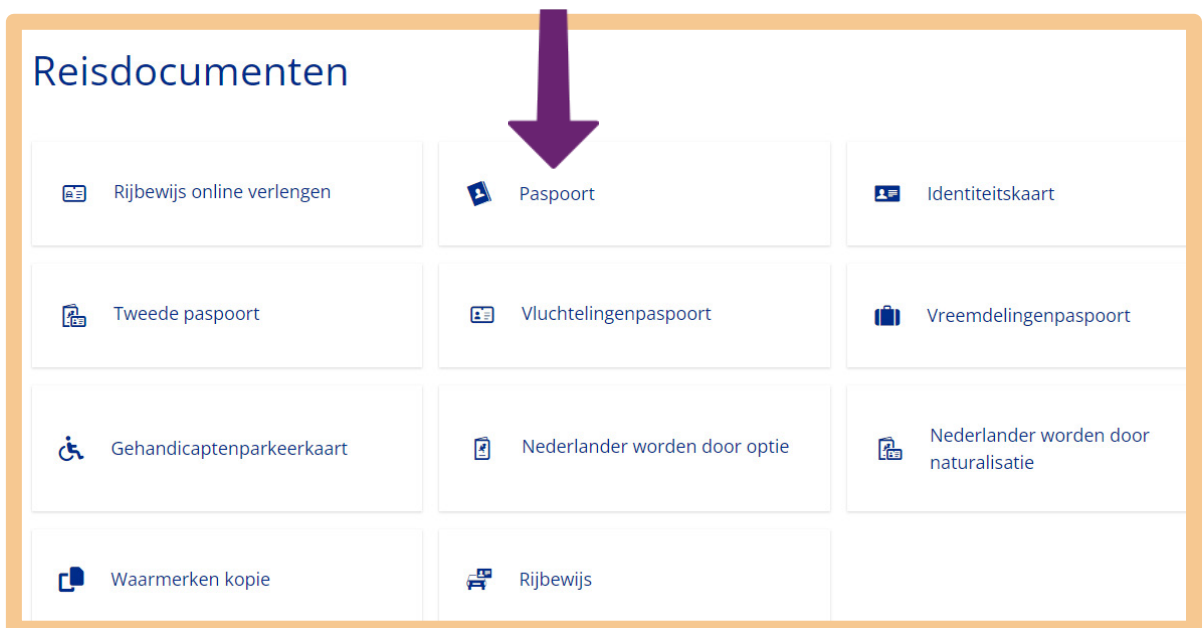 Reisdocumenten
Rijbewijs online verlengen
Paspoort
Identiteitskaart
Tweede paspoort
Vluchtelingenpaspoort
Vreemdelingenpaspoort
Gehandicaptenparkeerkaart
Nederlander worden door optie
Nederlander worden door
naturalisatie
Waarmerken kopie
Rijbewijs